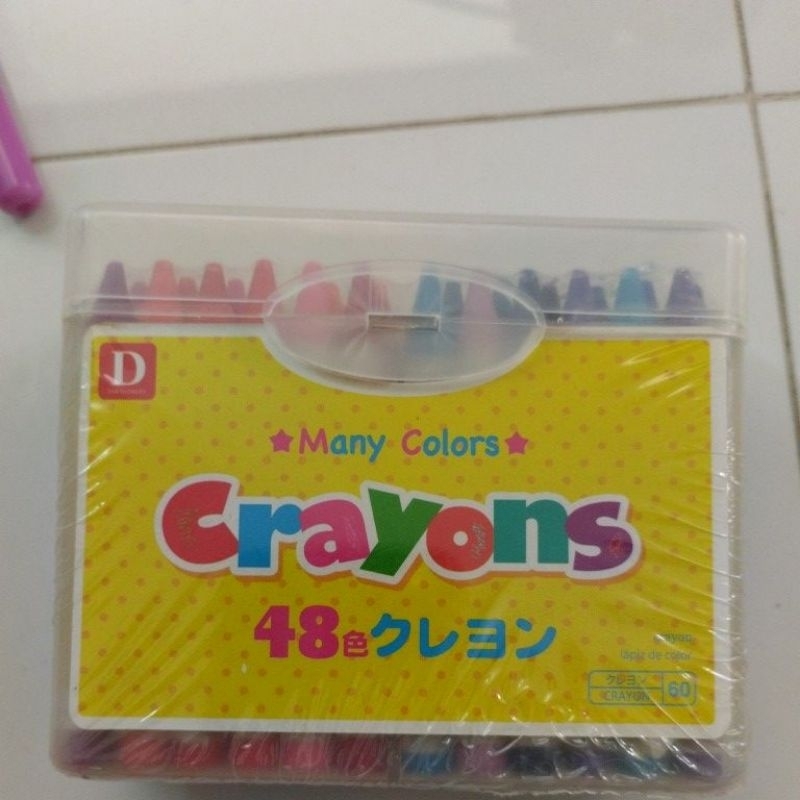 D
★Many Colors★
Crayons
48色クレヨン
crayon
lápiz de color
クレヨン
CRAYON
60